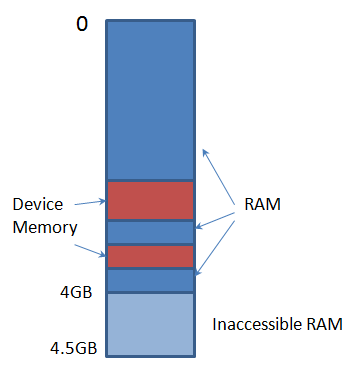 0
Device
Memory
RAM
4GB
Inaccessible RAM
4.5GB